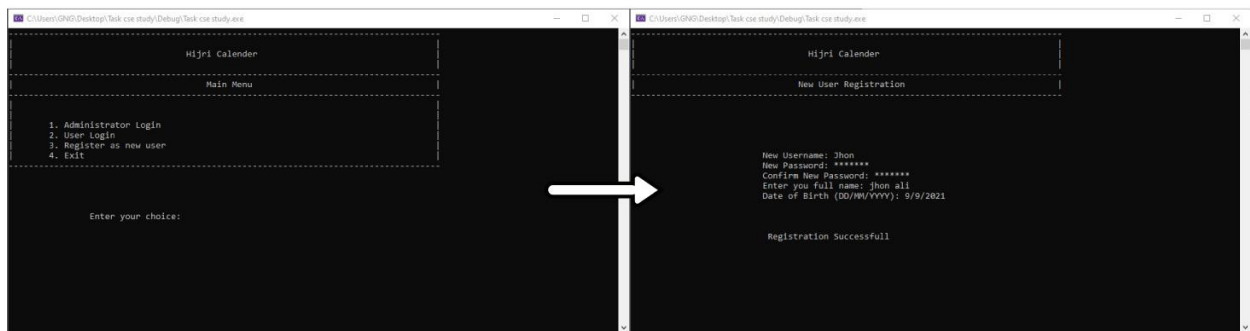 C:\Users\GNG\Desktop\Task cse study\Debug\Task cse study.exe
Hijri Calender
Main Menu
1. Administrator Login
2. User Login
3. Register as new user
4. Exit
Enter your choice:
C:\Users\GNG\Desktop\Task cse study\Debug\Task cse study.exe
Hijri Calender
New User Registration
New Username: Jhon
New Password: *******
Confirm New Password: *******
Enter you full name: jhon ali
Date of Birth (DD/MM/YYYY): 9/9/2021
Registration Successfull